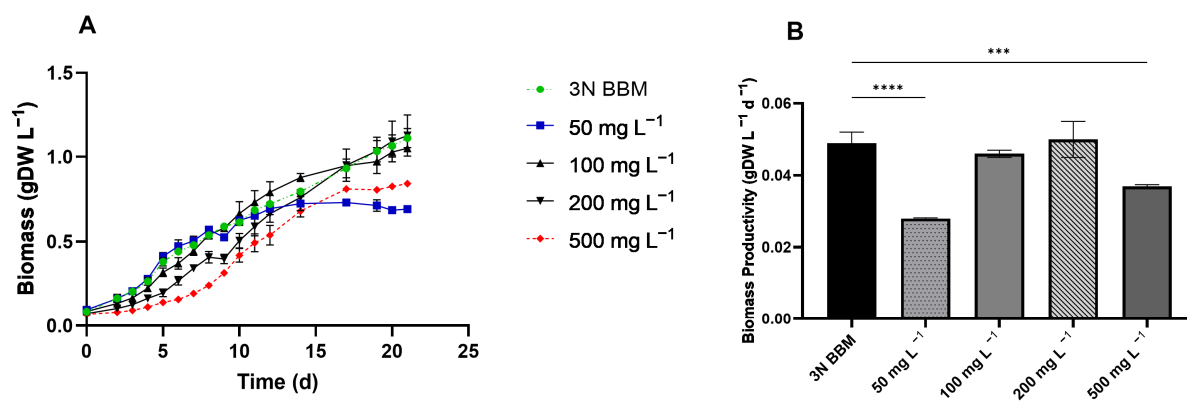 A
Biomass (gDW L⁻¹)
1.5
1.0
0.5
0.0
0
5
10
15
20
25
Time (d)
3N BBM
50 mg L⁻¹
100 mg L⁻¹
200 mg L⁻¹
500 mg L⁻¹
B
***
****
Biomass Productivity (gDW L⁻¹ d⁻¹)
0.06
0.04
0.02
0.00
3N BBM
50 mg L⁻¹
100 mg L⁻¹
200 mg L⁻¹
500 mg L⁻¹